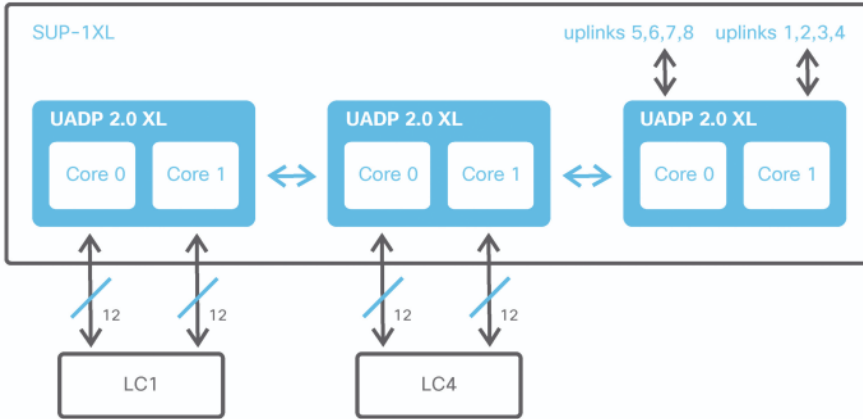 SUP-1XL
uplinks 5,6,7,8 uplinks 1,2,3,4
UADP 2.0 XL UADP 2.0 XL UADP 2.0 XL
Core 0 Core 1 Core 0 Core 1 Core 0 Core 1
12 12 12 12
LC1 LC4